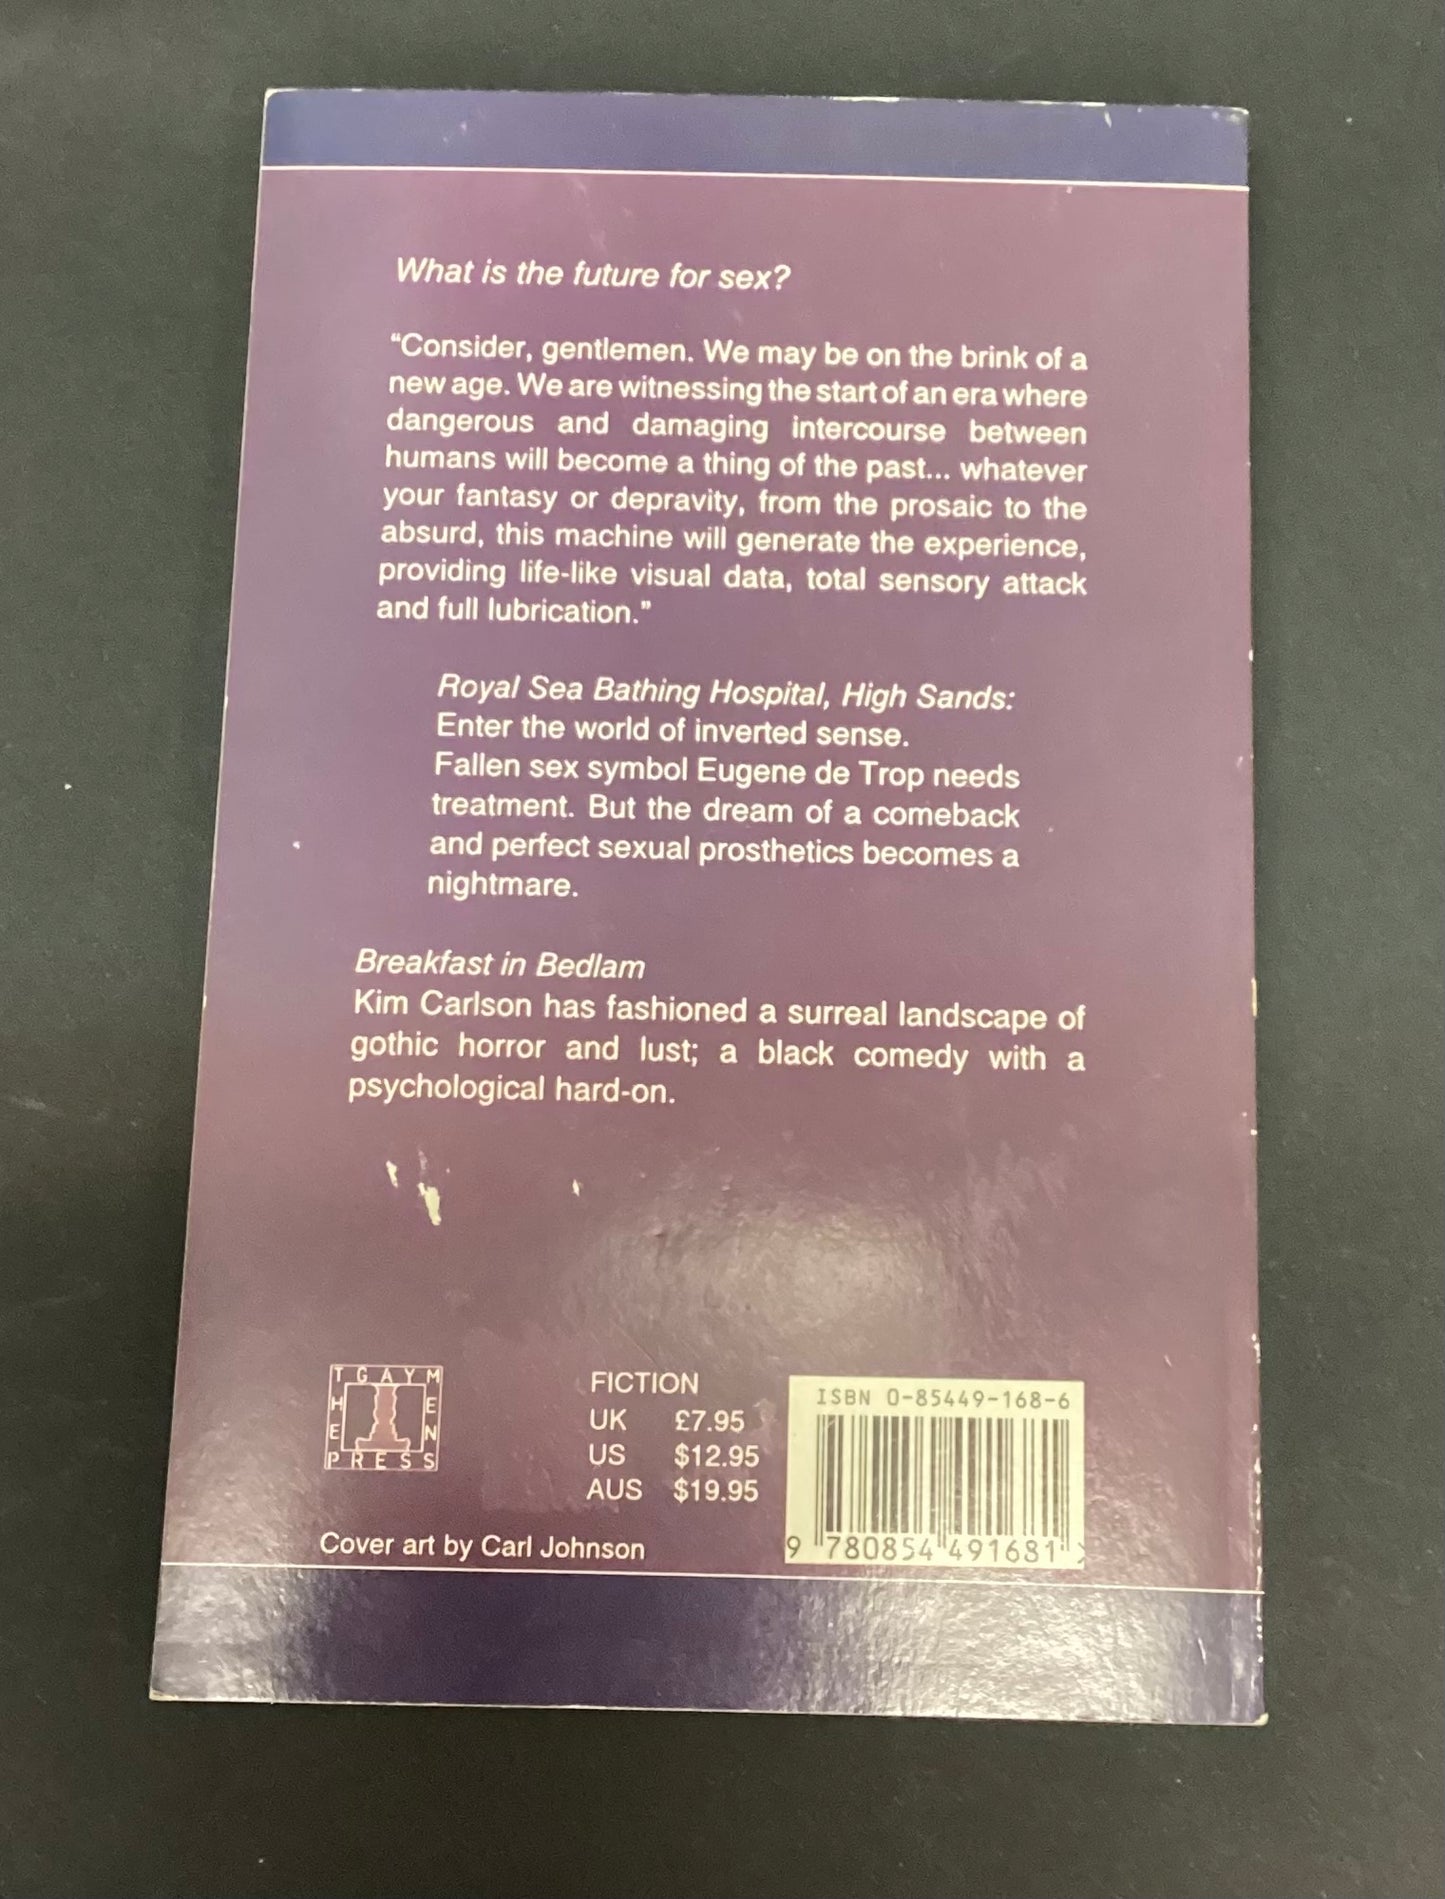 What is the future for sex?
“Consider, gentlemen. We may be on the brink of a
new age. We are witnessing the start of an era where
dangerous and damaging intercourse between
humans will become a thing of the past... whatever
your fantasy or depravity, from the prosaic to the
absurd, this machine will generate the experience,
providing life-like visual data, total sensory attack
and full lubrication.”
Royal Sea Bathing Hospital, High Sands:
Enter the world of inverted sense.
Fallen sex symbol Eugene de Trop needs
treatment. But the dream of a comeback
and perfect sexual prosthetics becomes a
nightmare.
Breakfast in Bedlam
Kim Carlson has fashioned a surreal landscape of
gothic horror and lust; a black comedy with a
psychological hard-on.
THE GAY MENS PRESS
FICTION
UK £7.95
US $12.95
AUS $19.95
Cover art by Carl Johnson
ISBN 0-85449-168-6
9 780854 491681 >